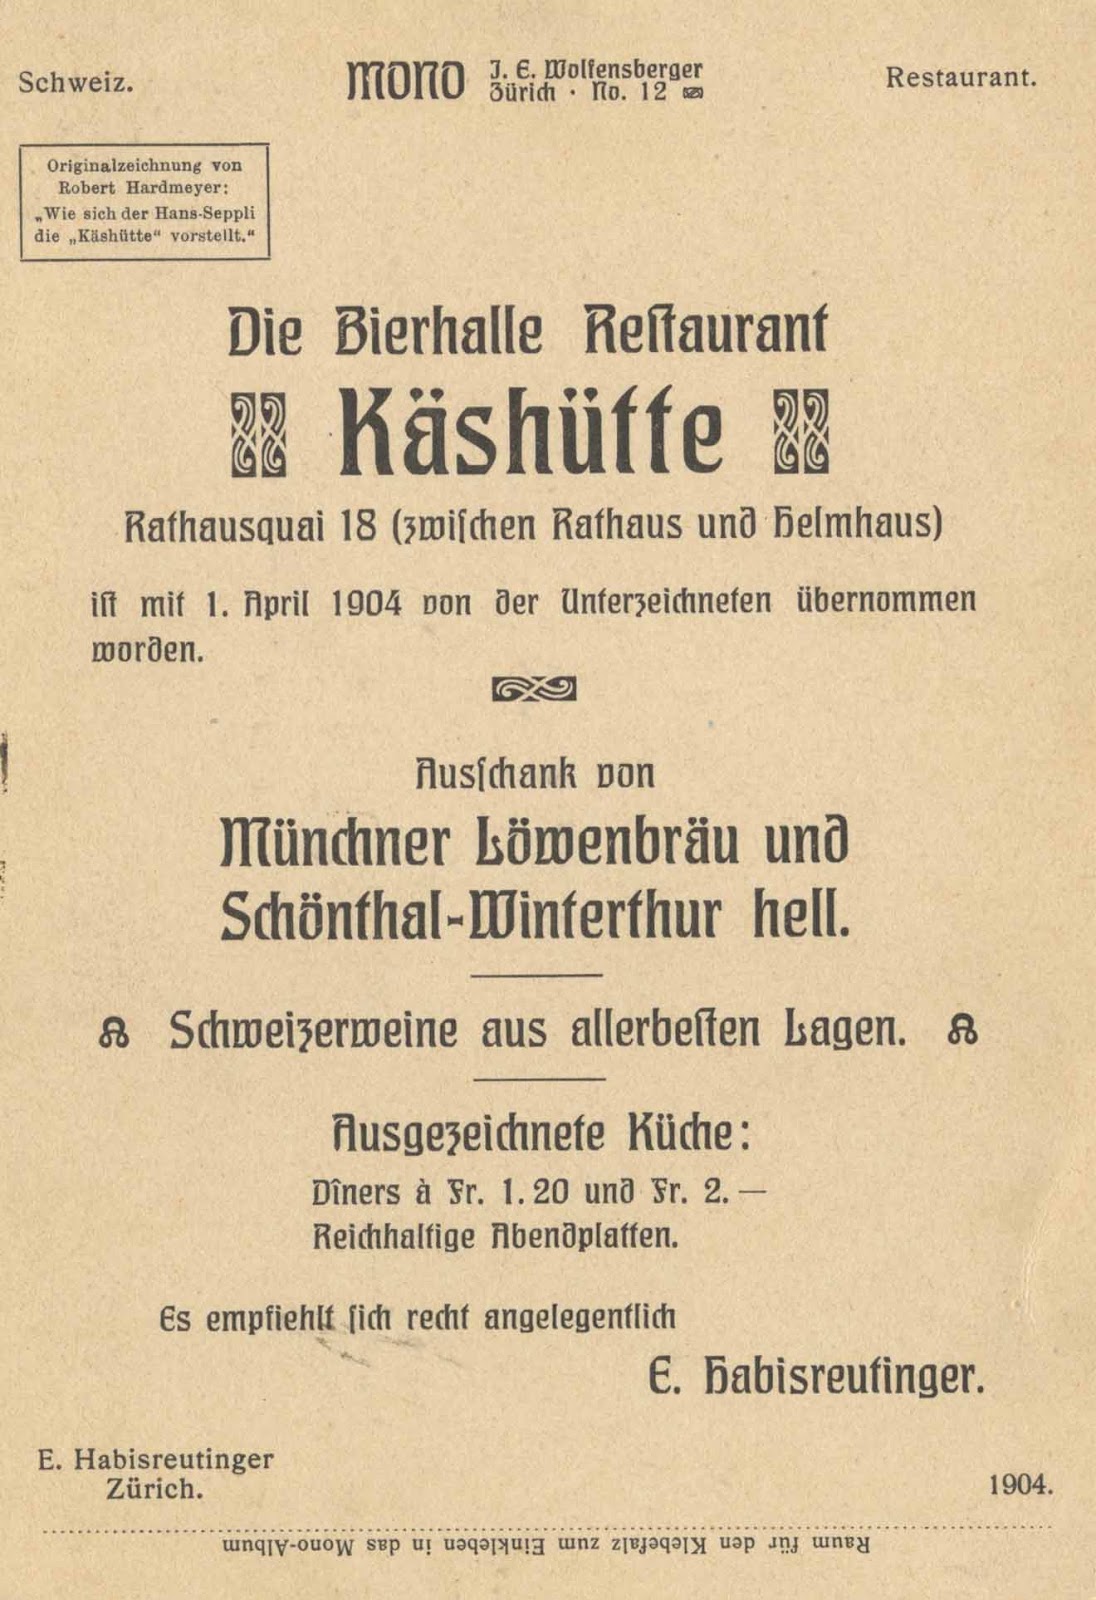 Schweiz.
MONO J. E. Wolfensberger
Zürich · No. 12
Restaurant.
Originalzeichnung von
Robert Hardmeyer:
„Wie sich der Hans-Seppli
die „Käshütte“ vorstellt.“
Die Bierhalle Reſtaurant
Käshütte
Rathausquai 18 (zwiſchen Rathaus und Helmhaus)
iſt mit 1. April 1904 von der Unterzeichneten übernommen
worden.
Ausſchank von
Münchner Löwenbräu und
Schönthal-Winterthur hell.
Schweizerweine aus allerbeſten Lagen.
Ausgezeichnete Küche:
Dîners à Fr. 1.20 und Fr. 2. —
Reichhaltige Abendplatten.
Es empfiehlt ſich recht angelegentlich
E. Habisreutinger.
E. Habisreutinger
Zürich.
1904.
Raum für den Klebefalz zum Einkleben in das Mono-Album